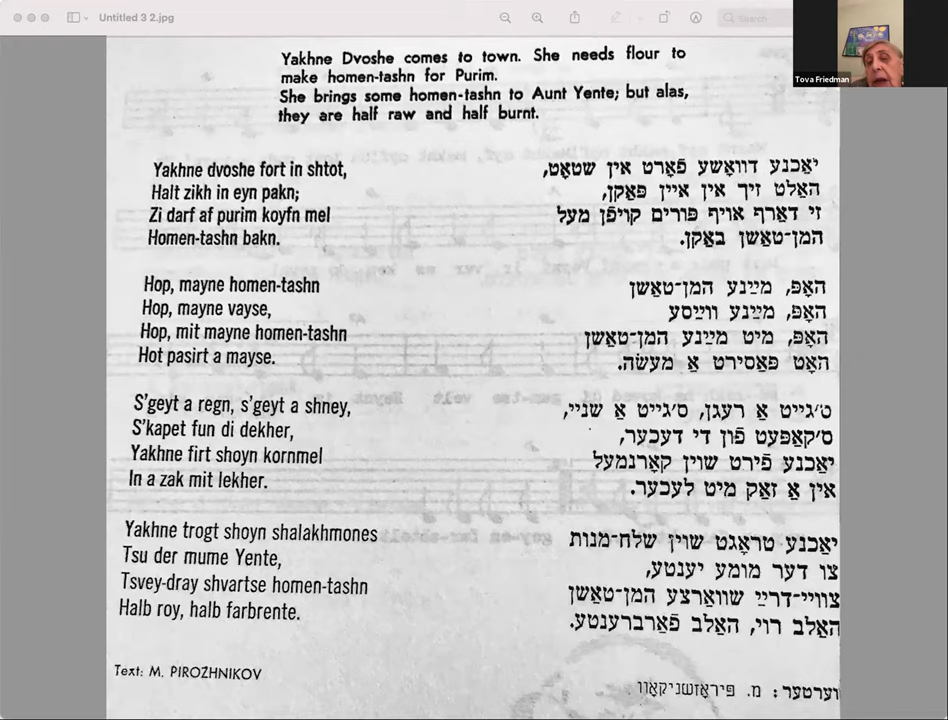 Untitled 3 2.jpg
Search
Tova Friedman
Yakhne Dvoshe comes to town. She needs flour to
make homen-tashn for Purim.
She brings some homen-tashn to Aunt Yente; but alas,
they are half raw and half burnt.
Yakhne dvoshe fort in shtot,
Halt zikh in eyn pakn;
Zi darf af purim koyfn mel
Homen-tashn bakn.
Hop, mayne homen-tashn
Hop, mayne vayse,
Hop, mit mayne homen-tashn
Hot pasirt a mayse.
S'geyt a regn, s'geyt a shney,
S'kapet fun di dekher,
Yakhne firt shoyn kornmel
In a zak mit lekher.
Yakhne trogt shoyn shalakhmones
Tsu der mume Yente,
Tsvey-dray shvartse homen-tashn
Halb roy, halb farbrente.
Text: M. PIROZHNIKOV
יאַכנע דוואָשע פֿאָרט אין שטאָט,
האַלט זיך אין איין פּאַקן,
זי דאַרף אויף פּורים קויפֿן מעל
המן־טאַשן באַקן.
האָפּ, מײַנע המן־טאַשן
האָפּ, מײַנע ווײַסע
האָפּ, מיט מײַנע המן־טאַשן
האָט פּאַסירט אַ מעשׂה.
ס׳גייט אַ רעגן, ס׳גייט אַ שניי,
ס׳קאַפּעט פֿון די דעכער,
יאַכנע פֿירט שוין קאָרנמעל
אין אַ זאַק מיט לעכער.
יאַכנע טראָגט שוין שלח־מנות
צו דער מומע יענטע,
צוויי־דרײַ שוואַרצע המן־טאַשן
האַלב רוי, האַלב פֿאַרברענטע.
ווערטער: מ. פּיראָזשניקאָוו